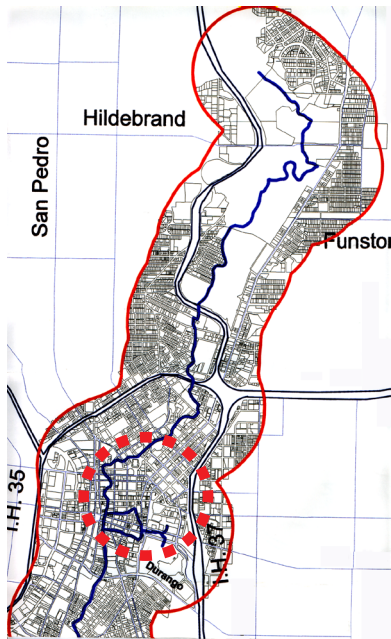 Hildebrand
San Pedro
Funston
I.H. 35
I.H. 37
Durango